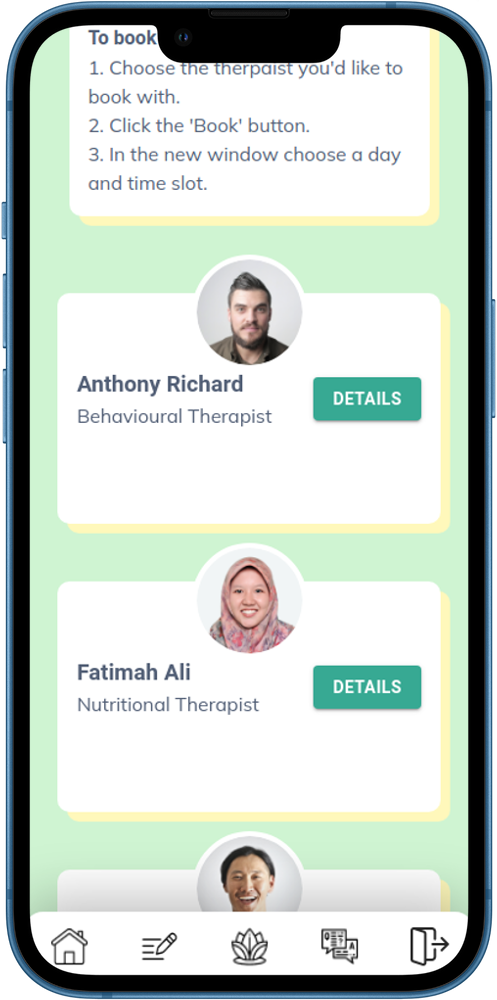 To book
1. Choose the therpaist you'd like to
book with.
2. Click the 'Book' button.
3. In the new window choose a day
and time slot.
Anthony Richard
Behavioural Therapist
DETAILS
Fatimah Ali
Nutritional Therapist
DETAILS
Q
?
A